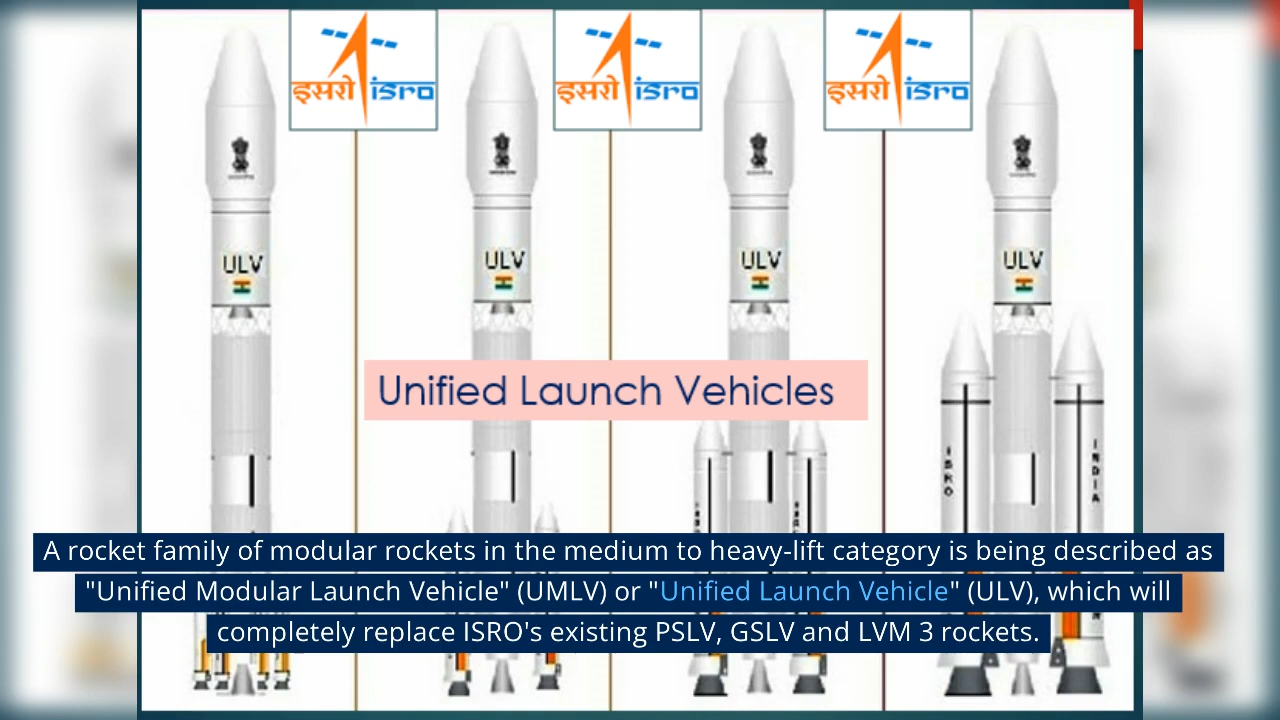 इसरो isro
इसरो isro
इसरो isro
ULV
ULV
ULV
ULV
Unified Launch Vehicles
ISRO
INDIA
A rocket family of modular rockets in the medium to heavy-lift category is being described as
"Unified Modular Launch Vehicle" (UMLV) or "Unified Launch Vehicle" (ULV), which will
completely replace ISRO's existing PSLV, GSLV and LVM 3 rockets.